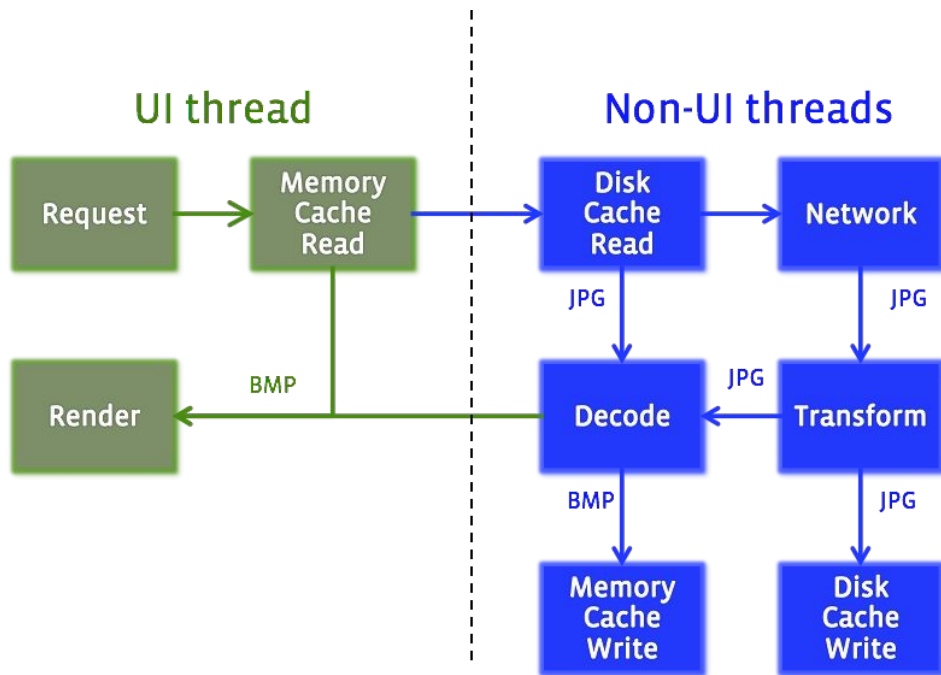 UI thread
Non-UI threads
Request
Memory
Cache
Read
Disk
Cache
Read
Network
JPG
JPG
Render
BMP
Decode
JPG
Transform
BMP
JPG
Memory
Cache
Write
Disk
Cache
Write